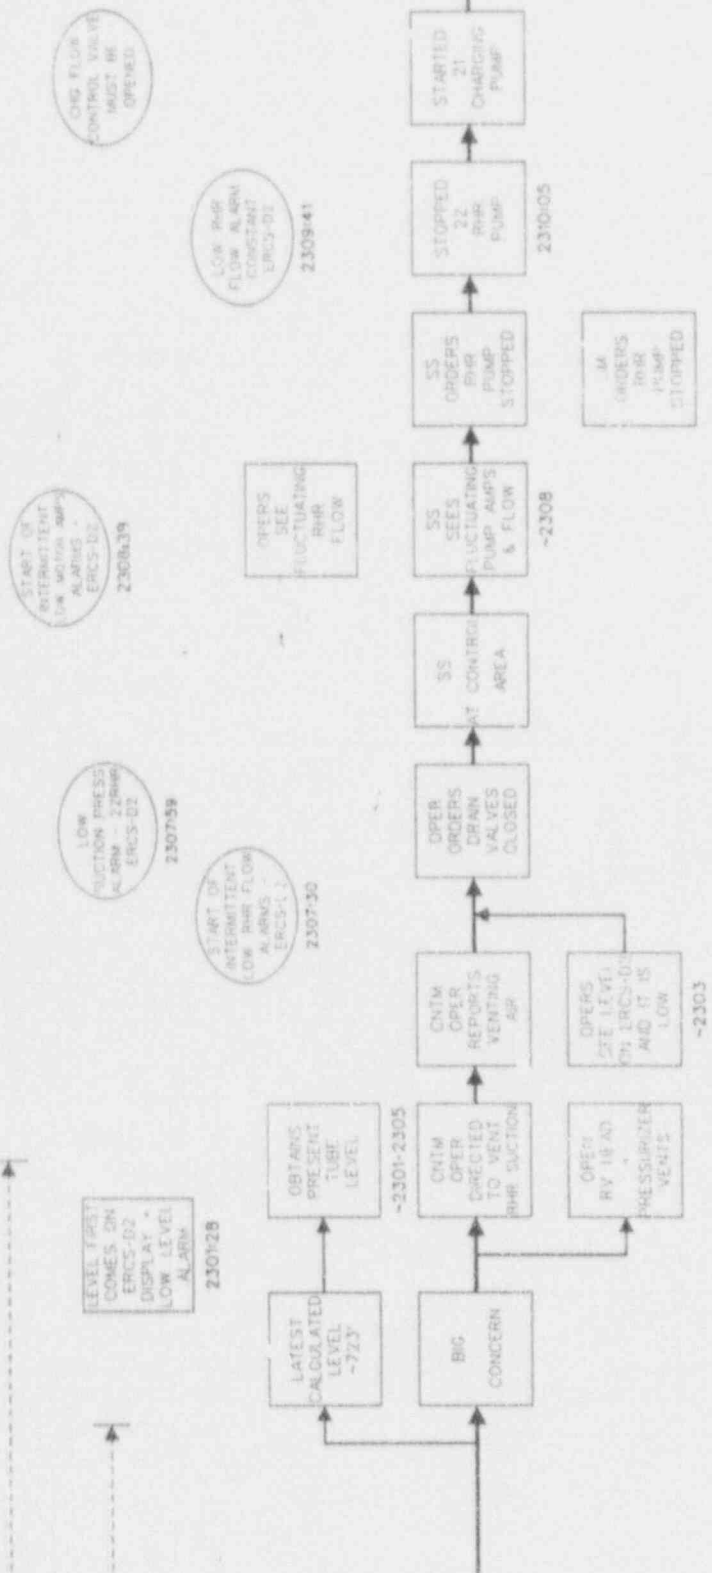 CHG FLOW
CONTROL VALVE
MUST BE
OPENED
STARTED
21
CHARGING
PUMP
LOW RHR
FLOW ALARM
CONSTANT
ERCS-D2
2309:41
STOPPED
22
RHR
PUMP
2310:05
SS
ORDERS
RHR
PUMP
STOPPED
ORDERS
RHR
PUMP
STOPPED
START OF
INTERMITTENT
LOW MOTOR AMPS
ALARMS -
ERCS-D2
2308:39
OPERS
SEE
FLUCTUATING
RHR
FLOW
SS
SEES
FLUCTUATING
PUMP AMPS
& FLOW
~2308
SS
AT CONTROL
AREA
LOW
SUCTION PRESS
ALARM - 22RHR
ERCS-D2
2307:59
OPER
ORDERS
DRAIN
VALVES
CLOSED
START OF
INTERMITTENT
LOW RHR FLOW
ALARMS -
2307:30
CNTM
OPER
REPORTS
VENTING
AIR
OPERS
SEE LEVEL
ON ERCS-D2
AND IT IS
LOW
~2303
OBTAINS
PRESENT
TUBE
LEVEL
~2301-2305
CNTM
OPER
DIRECTED
TO VENT
RHR SUCTION
OPEN
PRESSURIZER
VENTS
LEVEL FIRST
COMES ON
ERCS-D2
DISPLAY +
LOW LEVEL
ALARM
2301:28
LATEST
CALCULATED
LEVEL
~723'
BIG
CONCERN